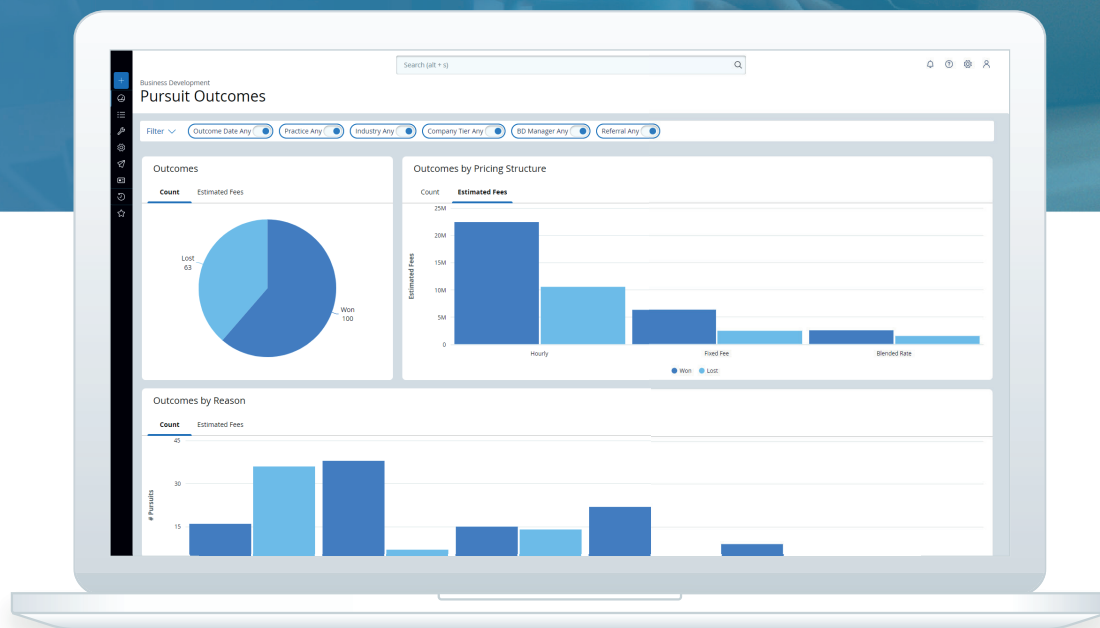 Search (alt + s)
Business Development
Pursuit Outcomes
Filter
Outcome Date Any
Practice Any
Industry Any
Company Tier Any
BD Manager Any
Referral Any
Outcomes
Count Estimated Fees
Lost
63
Won
100
Outcomes by Pricing Structure
Count Estimated Fees
Estimated Fees
25M
20M
15M
10M
5M
0
Hourly Fixed Fee Blended Rate
Won Lost
Outcomes by Reason
Count Estimated Fees
# Pursuits
45
30
15